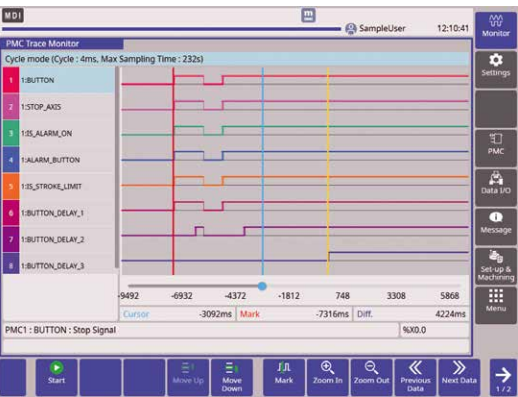 MDI
m
SampleUser 12:10:41
PMC Trace Monitor
Cycle mode (Cycle : 4ms, Max Sampling Time : 232s)
1 1:BUTTON
2 1:STOP_AXIS
3 1:IS_ALARM_ON
4 1:ALARM_BUTTON
5 1:IS_STROKE_LIMIT
6 1:BUTTON_DELAY_1
7 1:BUTTON_DELAY_2
8 1:BUTTON_DELAY_3
-9492 -6932 -4372 -1812 748 3308 5868
Cursor -3092ms Mark -7316ms Diff. 4224ms
PMC1 : BUTTON : Stop Signal %X0.0
Monitor
Settings
PMC
Data I/O
Message
Set-up &
Machining
Menu
Start
Move Up
Move
Down
Mark
Zoom In
Zoom Out
Previous
Data
Next Data
1/2